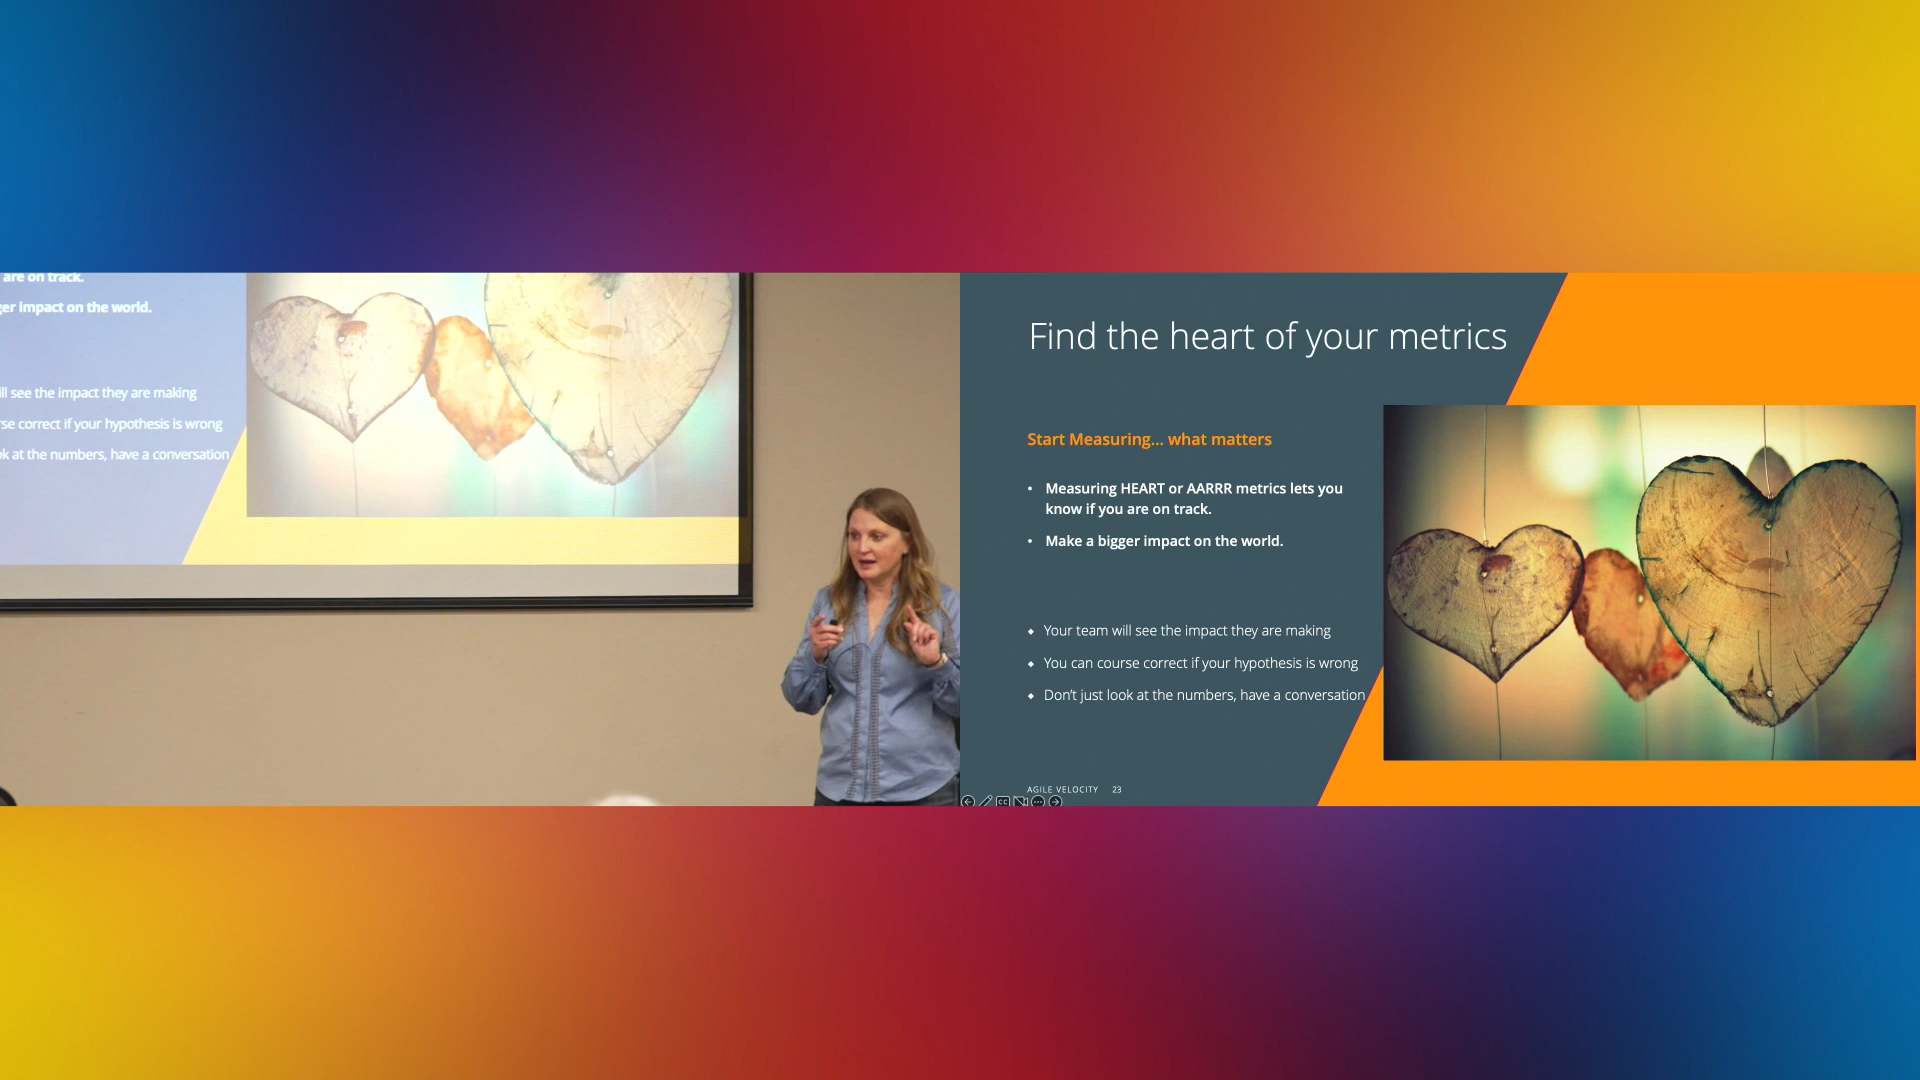 are on track.
ger impact on the world.
ill see the impact they are making
rse correct if your hypothesis is wrong
ok at the numbers, have a conversation
Find the heart of your metrics
Start Measuring... what matters
• Measuring HEART or AARRR metrics lets you
know if you are on track.
• Make a bigger impact on the world.
◆ Your team will see the impact they are making
◆ You can course correct if your hypothesis is wrong
◆ Don't just look at the numbers, have a conversation
AGILE VELOCITY 23
CC